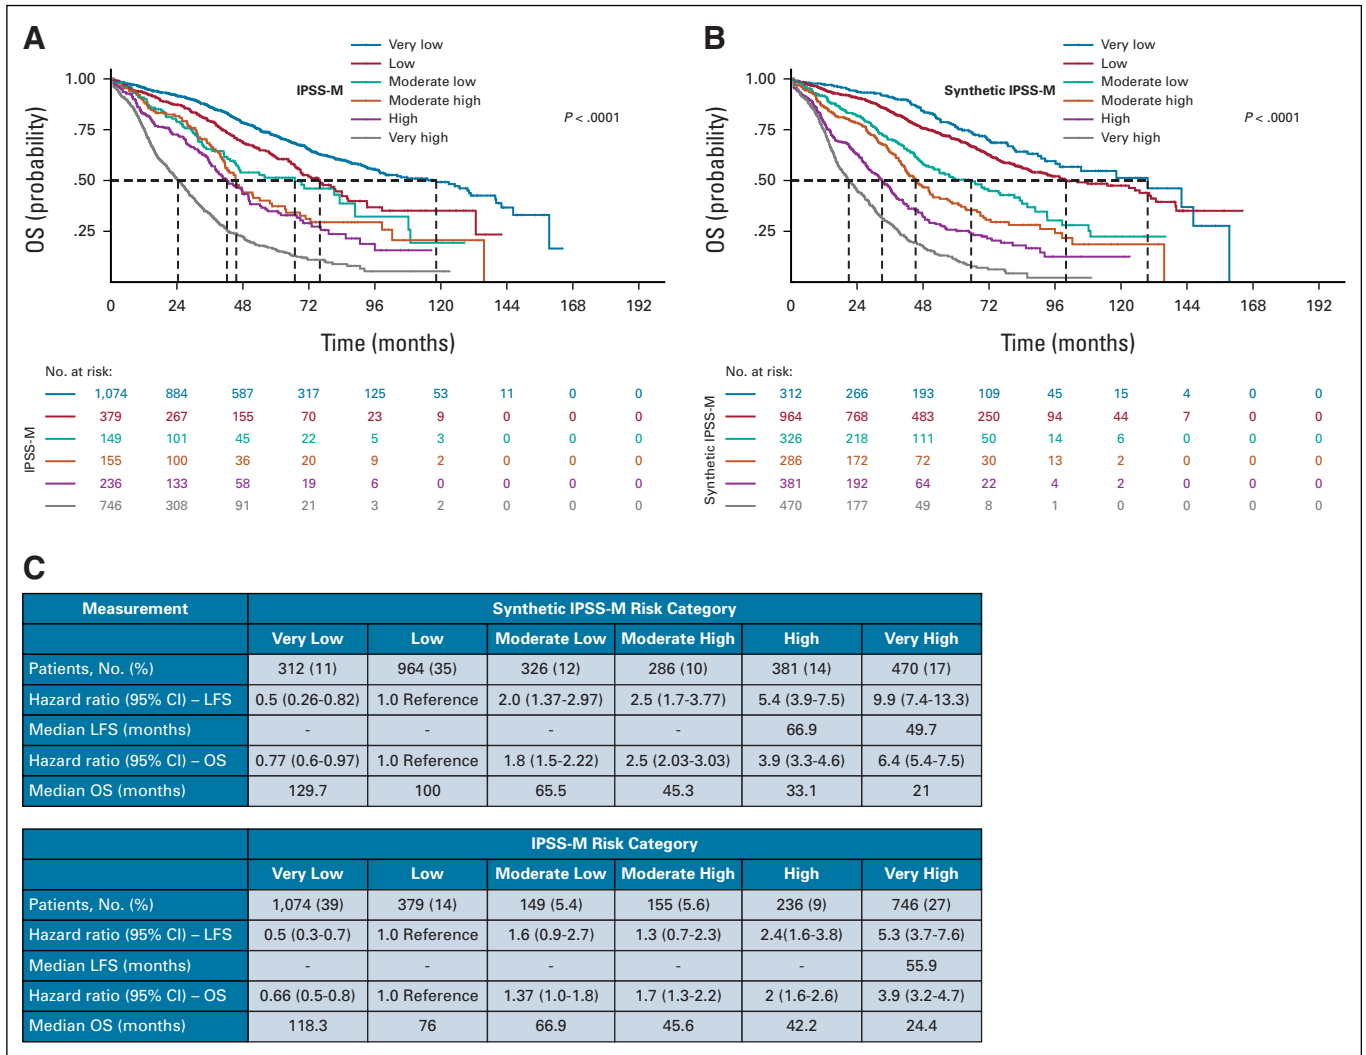 A
Very low
Low
IPSS-M
Moderate low
Moderate high
High
Very high
P < .0001
OS (probability)
1.00
.75
.50
.25
0 24 48 72 96 120 144 168 192
Time (months)
No. at risk:
IPSS-M
1,074 884 587 317 125 53 11 0 0
379 267 155 70 23 9 0 0 0
149 101 45 22 5 3 0 0 0
155 100 36 20 9 2 0 0 0
236 133 58 19 6 0 0 0 0
746 308 91 21 3 2 0 0 0
B
Very low
Low
Moderate low
Synthetic IPSS-M
Moderate high
High
Very high
P < .0001
OS (probability)
1.00
.75
.50
.25
0 24 48 72 96 120 144 168 192
Time (months)
No. at risk:
Synthetic IPSS-M
312 266 193 109 45 15 4 0 0
964 768 483 250 94 44 7 0 0
326 218 111 50 14 6 0 0 0
286 172 72 30 13 2 0 0 0
381 192 64 22 4 2 0 0 0
470 177 49 8 1 0 0 0 0
C
Measurement Synthetic IPSS-M Risk Category
Very Low Low Moderate Low Moderate High High Very High
Patients, No. (%) 312 (11) 964 (35) 326 (12) 286 (10) 381 (14) 470 (17)
Hazard ratio (95% CI) – LFS 0.5 (0.26-0.82) 1.0 Reference 2.0 (1.37-2.97) 2.5 (1.7-3.77) 5.4 (3.9-7.5) 9.9 (7.4-13.3)
Median LFS (months) - - - - 66.9 49.7
Hazard ratio (95% CI) – OS 0.77 (0.6-0.97) 1.0 Reference 1.8 (1.5-2.22) 2.5 (2.03-3.03) 3.9 (3.3-4.6) 6.4 (5.4-7.5)
Median OS (months) 129.7 100 65.5 45.3 33.1 21
IPSS-M Risk Category
Very Low Low Moderate Low Moderate High High Very High
Patients, No. (%) 1,074 (39) 379 (14) 149 (5.4) 155 (5.6) 236 (9) 746 (27)
Hazard ratio (95% CI) – LFS 0.5 (0.3-0.7) 1.0 Reference 1.6 (0.9-2.7) 1.3 (0.7-2.3) 2.4(1.6-3.8) 5.3 (3.7-7.6)
Median LFS (months) - - - - - 55.9
Hazard ratio (95% CI) – OS 0.66 (0.5-0.8) 1.0 Reference 1.37 (1.0-1.8) 1.7 (1.3-2.2) 2 (1.6-2.6) 3.9 (3.2-4.7)
Median OS (months) 118.3 76 66.9 45.6 42.2 24.4